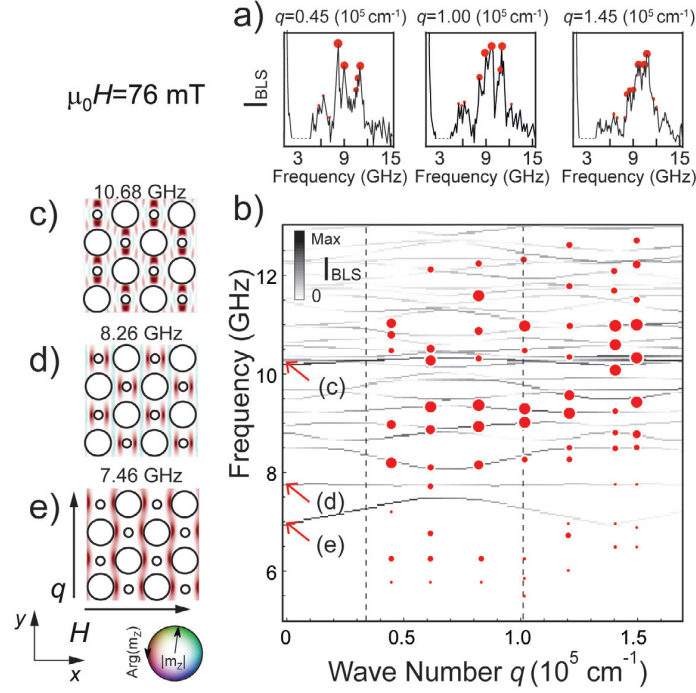 a)
q=0.45 (10⁵ cm⁻¹)
q=1.00 (10⁵ cm⁻¹)
q=1.45 (10⁵ cm⁻¹)
μ₀H=76 mT
I_BLS
3 9 15
3 9 15
3 9 15
Frequency (GHz)
Frequency (GHz)
Frequency (GHz)
c)
10.68 GHz
d)
8.26 GHz
e)
7.46 GHz
q
H
y
x
Arg(m_Z)
|m_Z|
b)
Max
I_BLS
0
Frequency (GHz)
12
10
8
6
(c)
(d)
(e)
0 0.5 1.0 1.5
Wave Number q (10⁵ cm⁻¹)